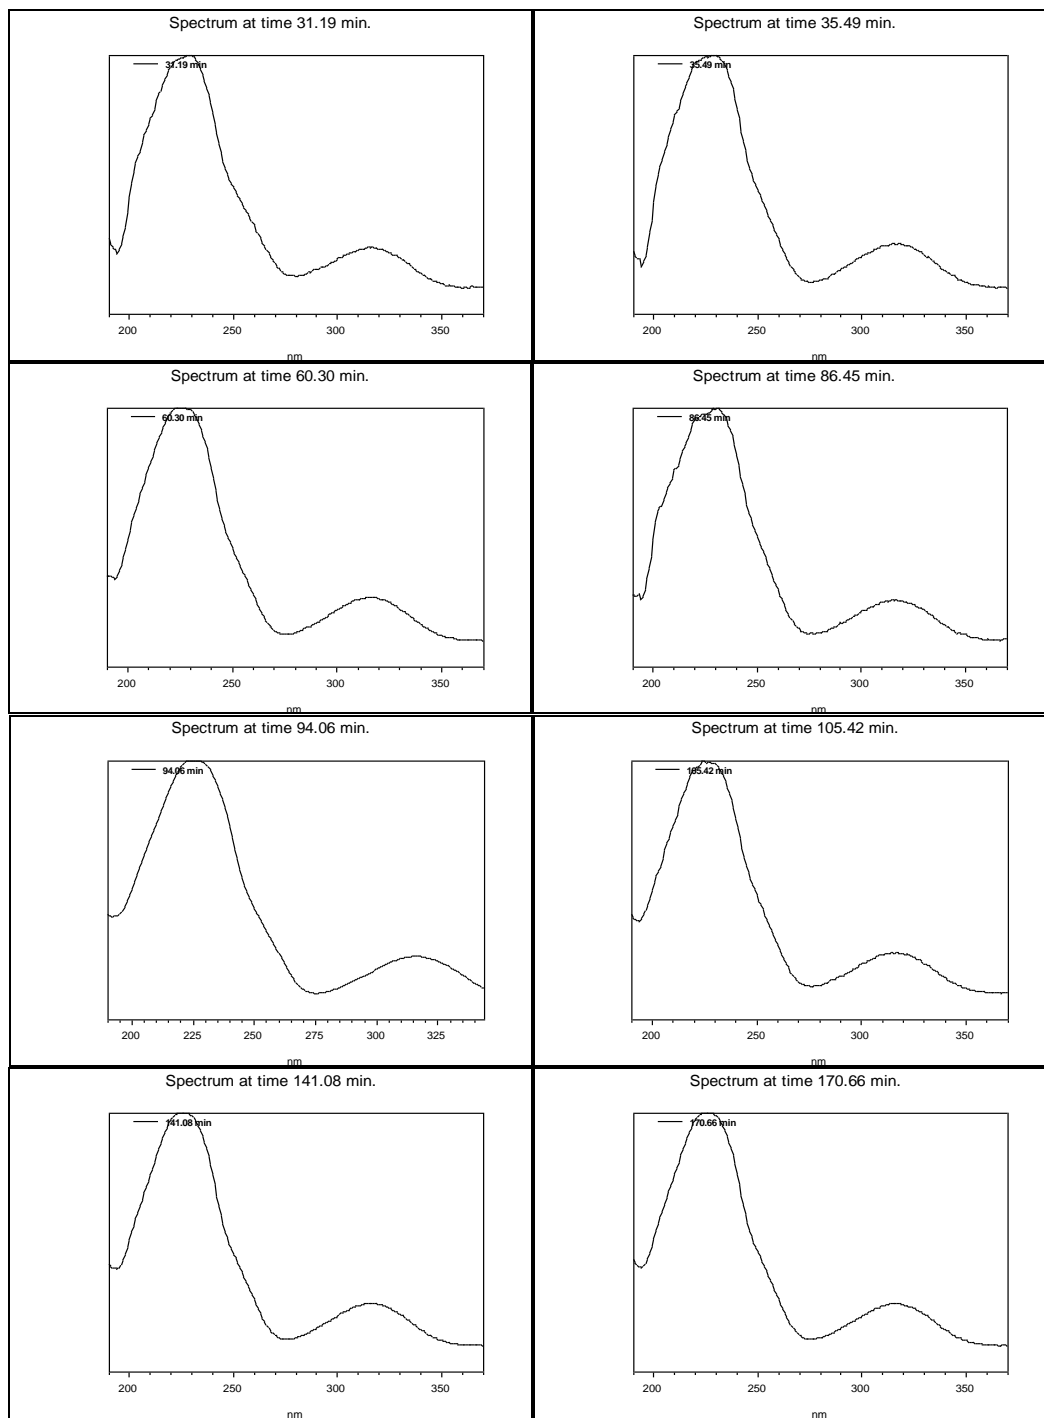 Spectrum at time 31.19 min.
31.19 min
200 250 300 350
nm
Spectrum at time 35.49 min.
35.49 min
200 250 300 350
nm
Spectrum at time 60.30 min.
60.30 min
200 250 300 350
nm
Spectrum at time 86.45 min.
86.45 min
200 250 300 350
nm
Spectrum at time 94.06 min.
94.06 min
200 225 250 275 300 325
nm
Spectrum at time 105.42 min.
105.42 min
200 250 300 350
nm
Spectrum at time 141.08 min.
141.08 min
200 250 300 350
nm
Spectrum at time 170.66 min.
170.66 min
200 250 300 350
nm